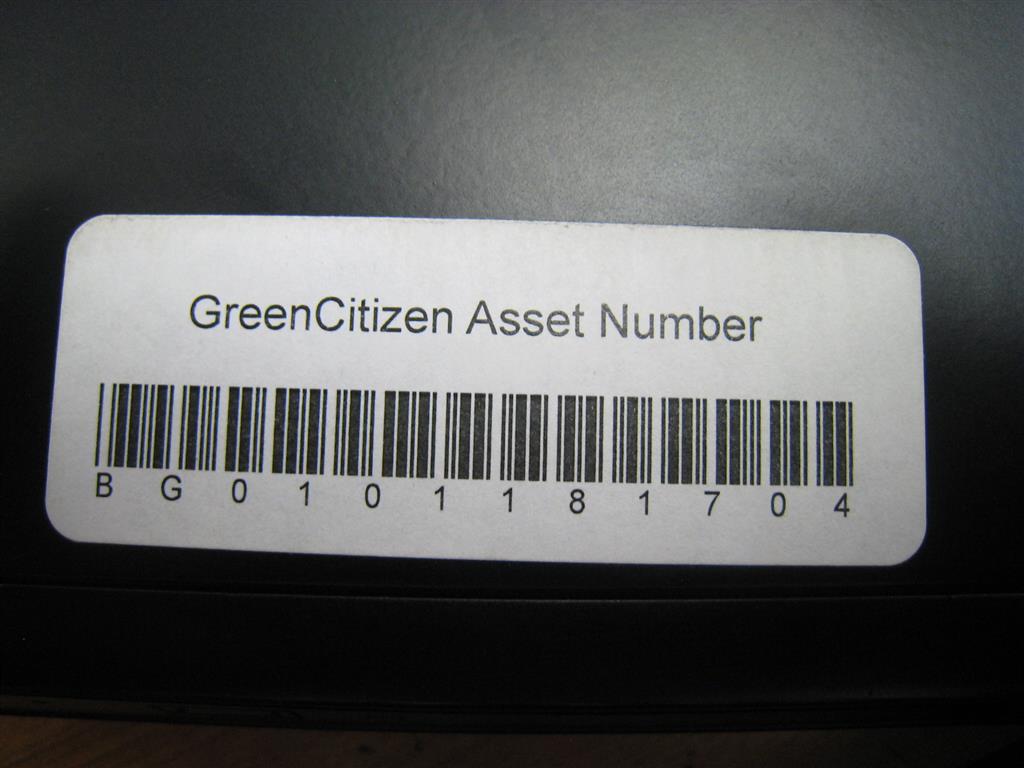 GreenCitizen Asset Number
B G 0 1 0 1 1 8 1 7 0 4